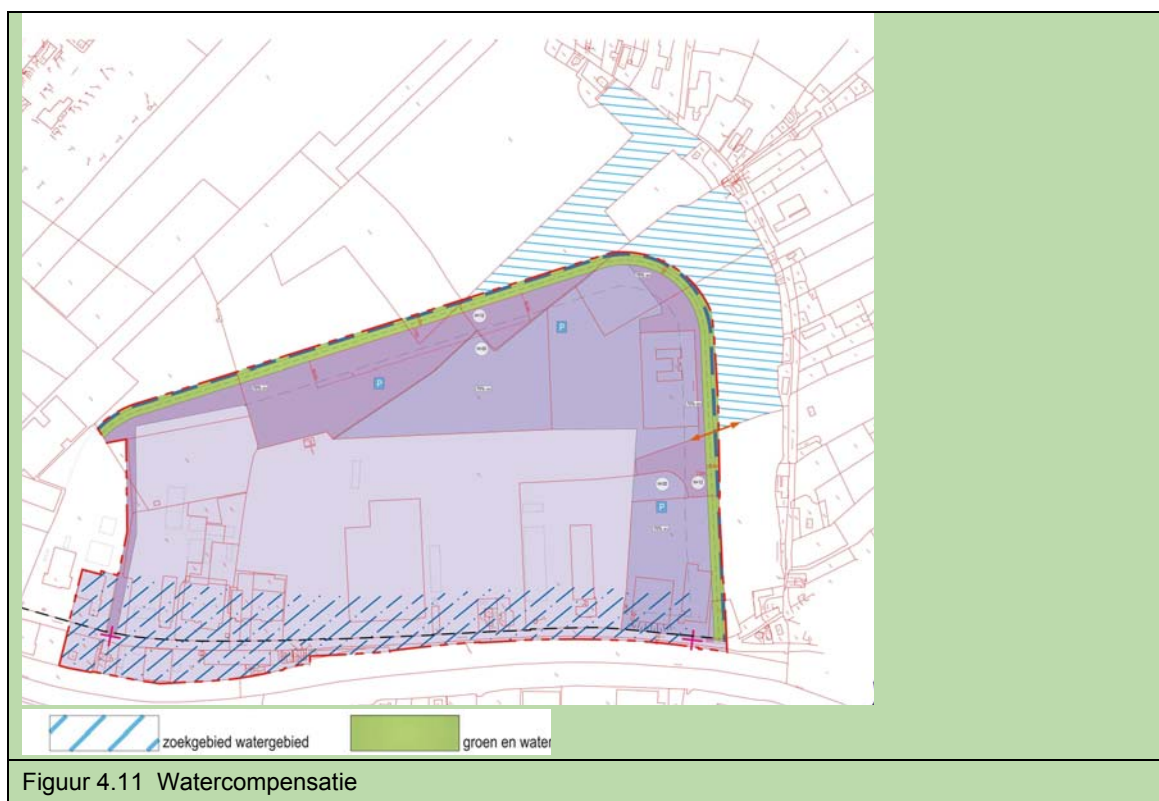 P
P
P
zoekgebied watergebied
groen en water
Figuur 4.11 Watercompensatie